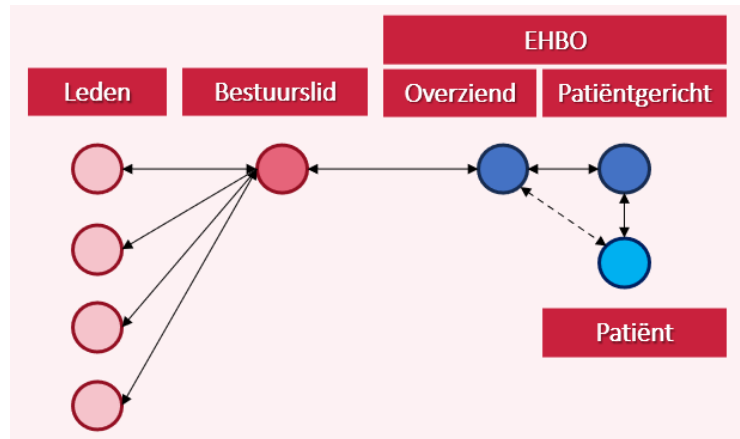 EHBO
Leden
Bestuurslid
Overziend
Patiëntgericht
Patiënt